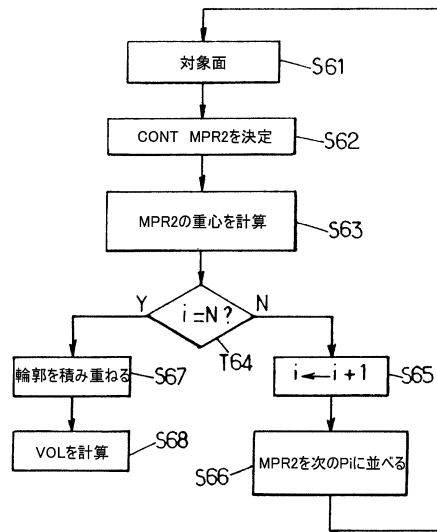 対象面
S61
CONT MPR2を決定
S62
MPR2の重心を計算
S63
Y
i=N?
N
T64
輪郭を積み重ねる
S67
i←i+1
S65
VOLを計算
S68
MPR2を次のPiに並べる
S66